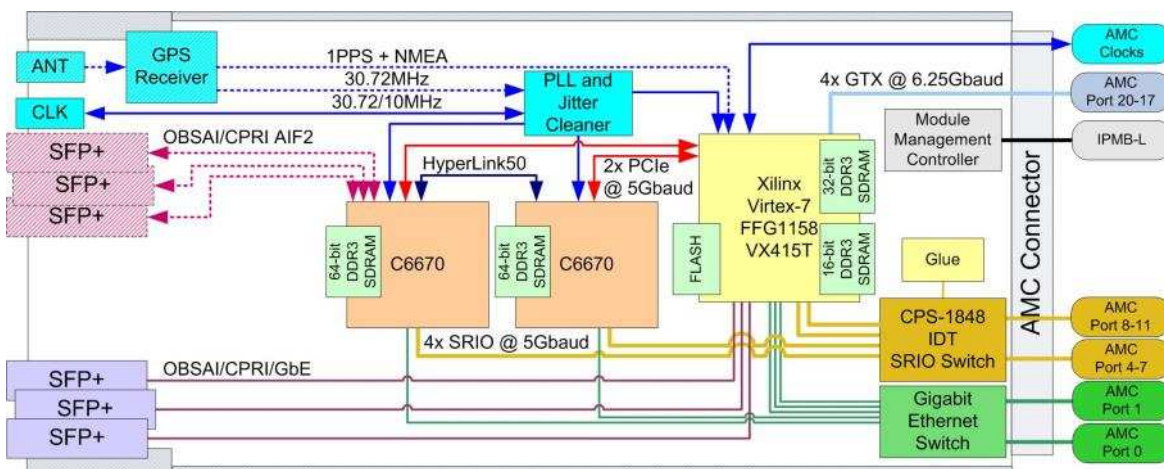 ANT
GPS
Receiver
1PPS + NMEA
30.72MHz
30.72/10MHz
CLK
PLL and
Jitter
Cleaner
AMC
Clocks
4x GTX @ 6.25Gbaud
AMC
Port 20-17
Module
Management
Controller
IPMB-L
OBSAI/CPRI AIF2
SFP+
SFP+
SFP+
HyperLink50
2x PCIe
@ 5Gbaud
64-bit
DDR3
SDRAM
C6670
64-bit
DDR3
SDRAM
C6670
Xilinx
Virtex-7
FFG1158
VX415T
32-bit
DDR3
SDRAM
16-bit
DDR3
SDRAM
FLASH
Glue
AMC Connector
CPS-1848
IDT
SRIO Switch
AMC
Port 8-11
AMC
Port 4-7
4x SRIO @ 5Gbaud
OBSAI/CPRI/GbE
SFP+
SFP+
SFP+
Gigabit
Ethernet
Switch
AMC
Port 1
AMC
Port 0